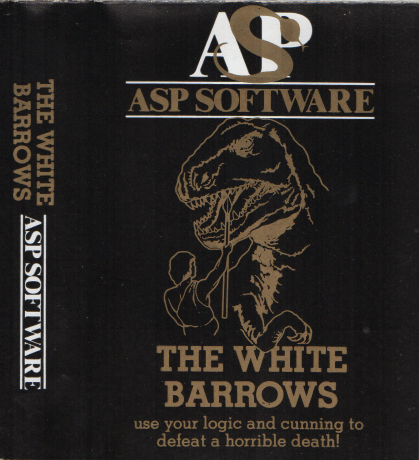 THE WHITE
BARROWS
ASP SOFTWARE
ASP
ASP SOFTWARE
THE WHITE
BARROWS
use your logic and cunning to
defeat a horrible death!